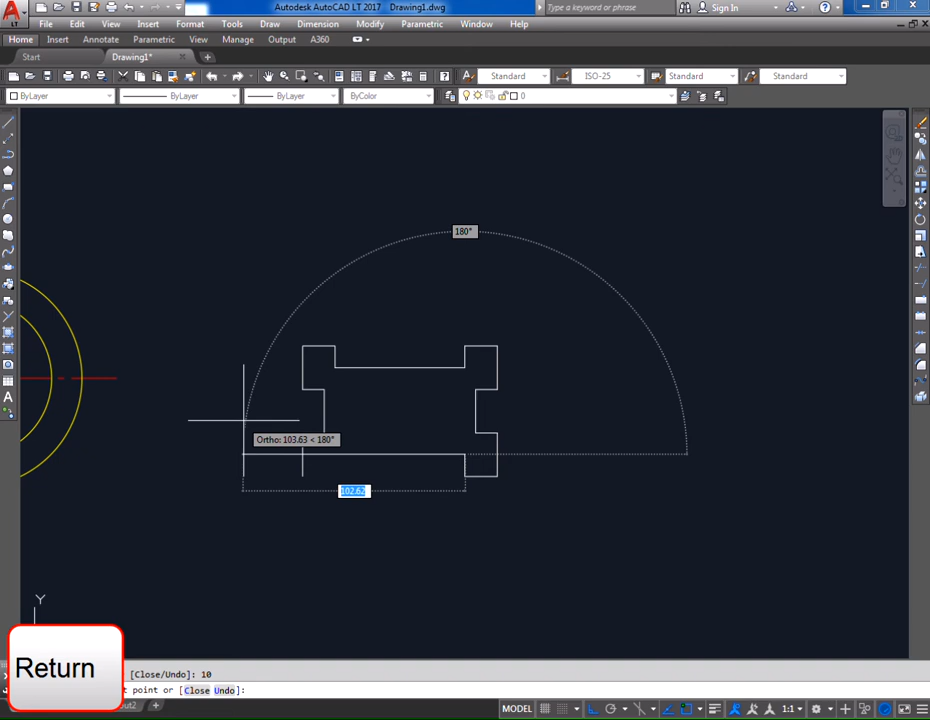 Autodesk AutoCAD LT 2017 Drawing1.dwg
Type a keyword or phrase
Sign In
LT
File Edit View Insert Format Tools Draw Dimension Modify Parametric Window Help
Home Insert Annotate Parametric View Manage Output A360
Start Drawing1*
Standard ISO-25 Standard Standard
ByLayer ByLayer ByLayer ByColor 0
180°
Ortho: 103.63 < 180°
102.62
Y
Return
[Close/Undo]: 10
t point or [Close Undo]:
out2
MODEL 1:1